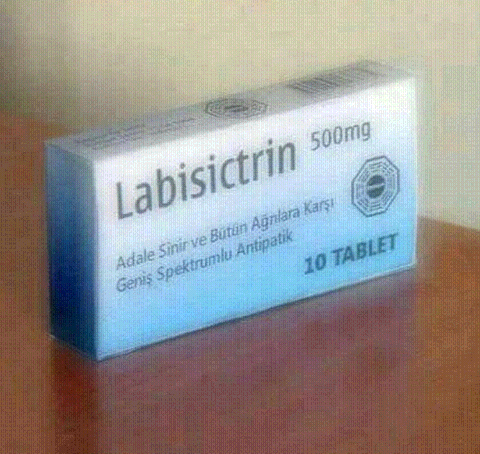 Labisictrin 500mg
Adale Sinir ve Bütün Ağrılara Karşı
Geniş Spektrumlu Antipatik
10 TABLET